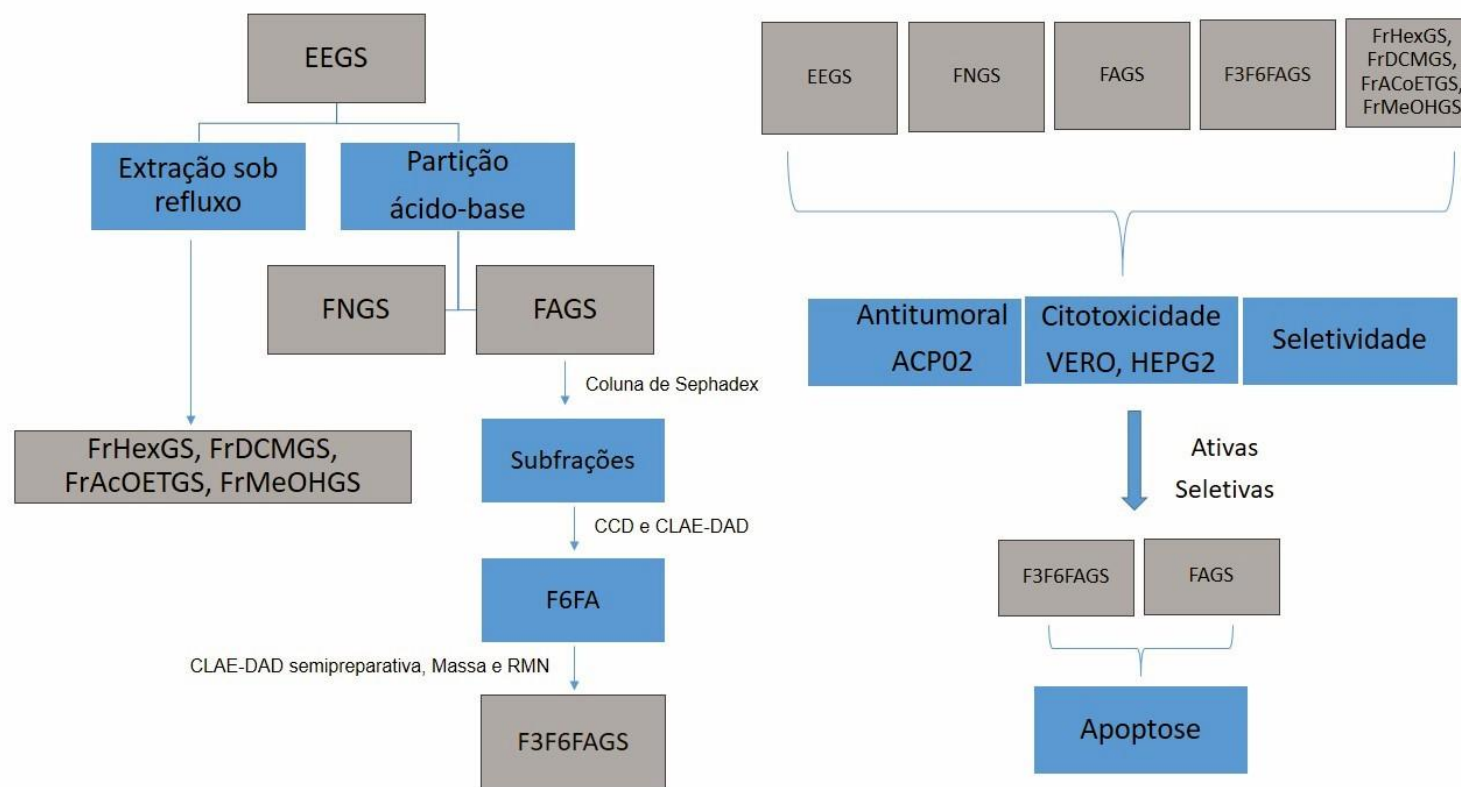 EEGS
Extração sob
refluxo
Partição
ácido-base
FNGS
FAGS
Coluna de Sephadex
FrHexGS, FrDCMGS,
FrAcOETGS, FrMeOHGS
Subfrações
CCD e CLAE-DAD
F6FA
CLAE-DAD semipreparativa, Massa e RMN
F3F6FAGS
EEGS
FNGS
FAGS
F3F6FAGS
FrHexGS,
FrDCMGS,
FrACoETGS,
FrMeOHGS
Antitumoral
ACP02
Citotoxicidade
VERO, HEPG2
Seletividade
Ativas
Seletivas
F3F6FAGS
FAGS
Apoptose